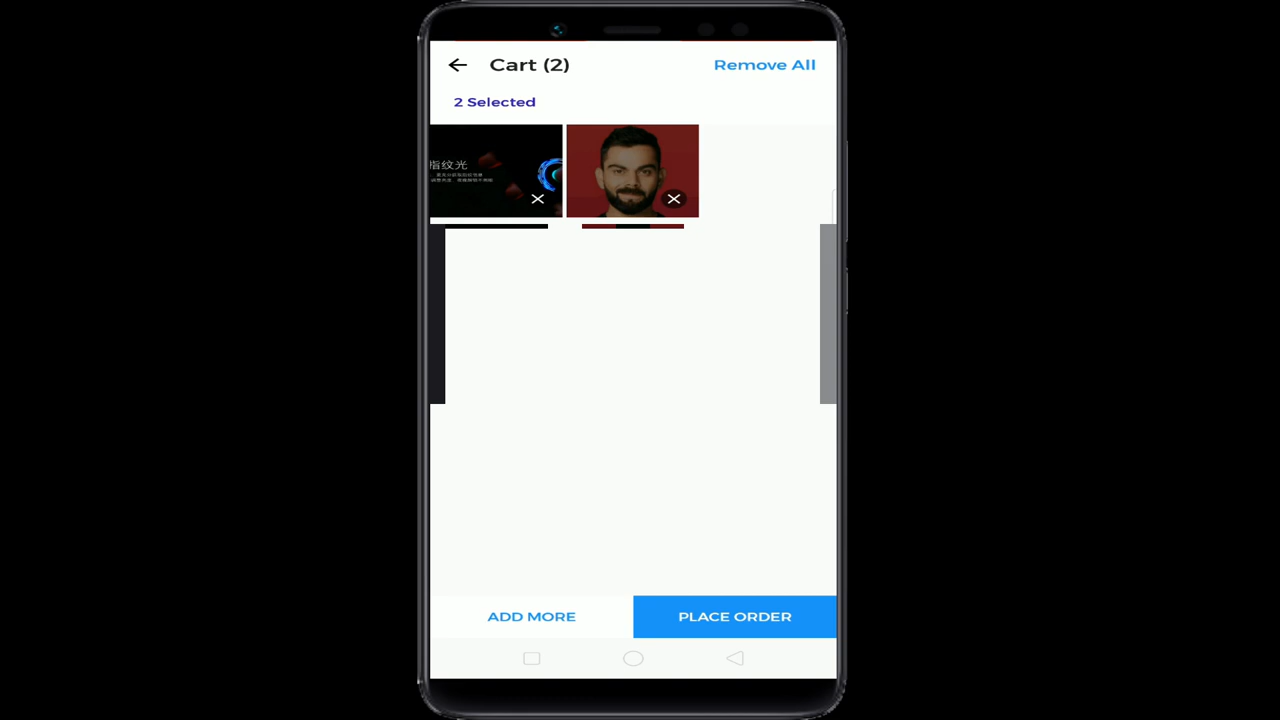 Cart (2)
Remove All
2 Selected
指纹光
ADD MORE
PLACE ORDER